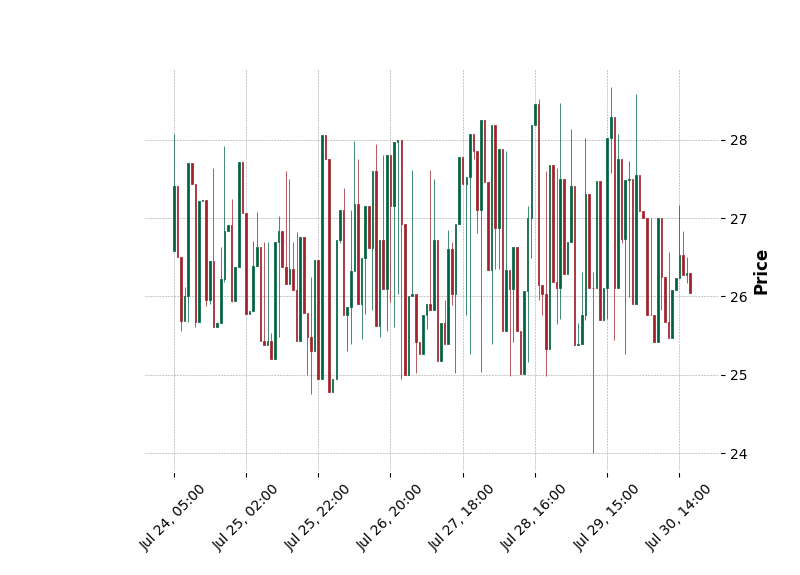 28
27
26
25
24
Price
Jul 24, 05:00
Jul 25, 02:00
Jul 25, 22:00
Jul 26, 20:00
Jul 27, 18:00
Jul 28, 16:00
Jul 29, 15:00
Jul 30, 14:00